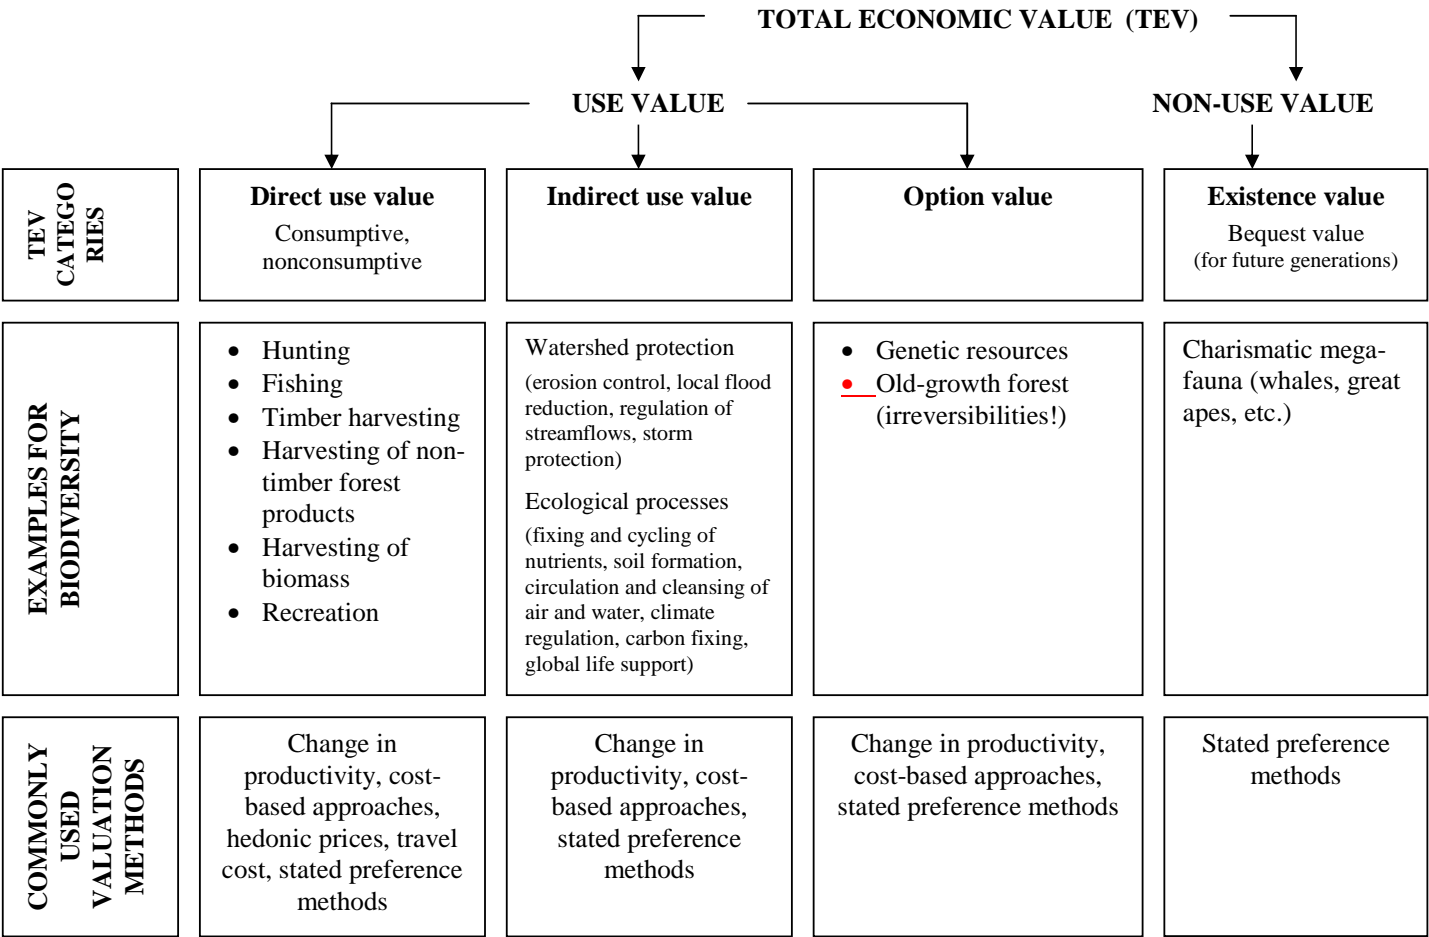 TOTAL ECONOMIC VALUE (TEV)
USE VALUE
NON-USE VALUE
TEV
CATEGO
RIES
Direct use value
Consumptive,
nonconsumptive
Indirect use value
Option value
Existence value
Bequest value
(for future generations)
EXAMPLES FOR
BIODIVERSITY
• Hunting
• Fishing
• Timber harvesting
• Harvesting of non-
timber forest
products
• Harvesting of
biomass
• Recreation
Watershed protection
(erosion control, local flood
reduction, regulation of
streamflows, storm
protection)
Ecological processes
(fixing and cycling of
nutrients, soil formation,
circulation and cleansing of
air and water, climate
regulation, carbon fixing,
global life support)
• Genetic resources
• Old-growth forest
(irreversibilities!)
Charismatic mega-
fauna (whales, great
apes, etc.)
COMMONLY
USED
VALUATION
METHODS
Change in
productivity, cost-
based approaches,
hedonic prices, travel
cost, stated preference
methods
Change in
productivity, cost-
based approaches,
stated preference
methods
Change in productivity,
cost-based approaches,
stated preference methods
Stated preference
methods